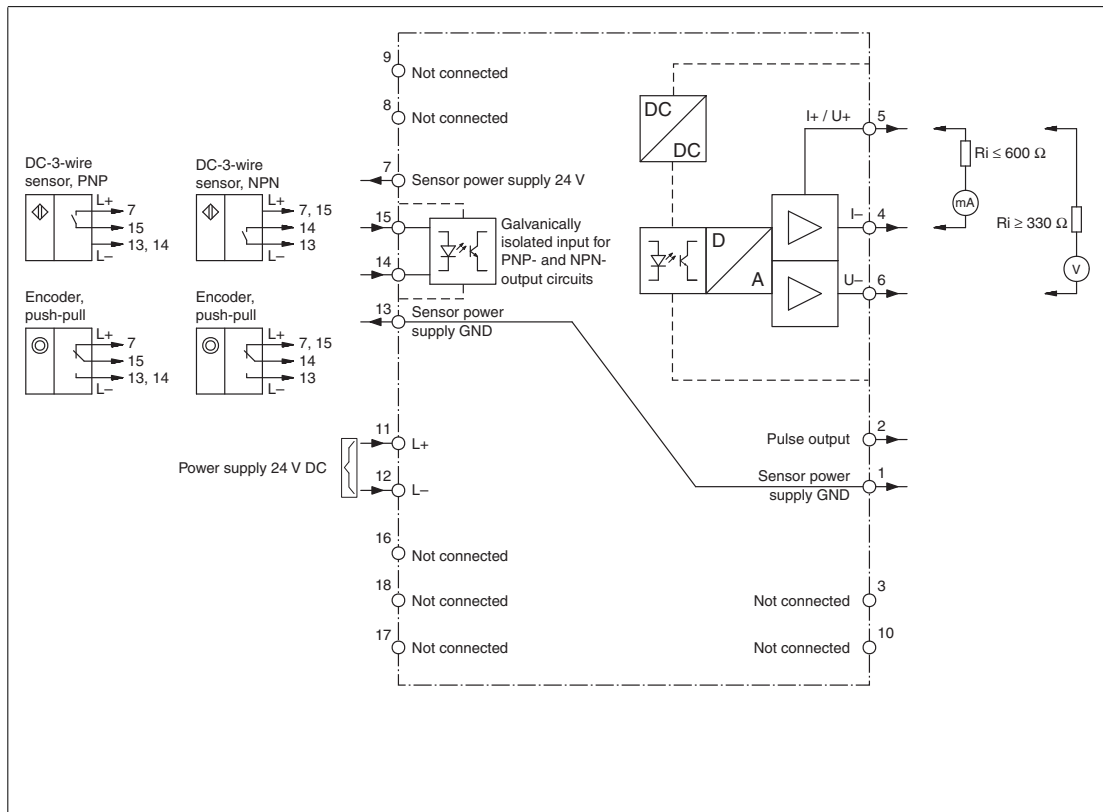 9
Not connected
8
Not connected
7
Sensor power supply 24 V
15
14
Galvanically
isolated input for
PNP- and NPN-
output circuits
13
Sensor power
supply GND
DC-3-wire
sensor, PNP
L+
7
15
13, 14
L–
DC-3-wire
sensor, NPN
L+
7, 15
14
13
L–
Encoder,
push-pull
L+
7
15
13, 14
L–
Encoder,
push-pull
L+
7, 15
14
13
L–
Power supply 24 V DC
11
L+
12
L–
16
Not connected
18
Not connected
17
Not connected
DC
DC
D
A
I+ / U+
5
I–
4
U–
6
Ri ≤ 600 Ω
mA
Ri ≥ 330 Ω
V
Pulse output
2
Sensor power
supply GND
1
Not connected
3
Not connected
10